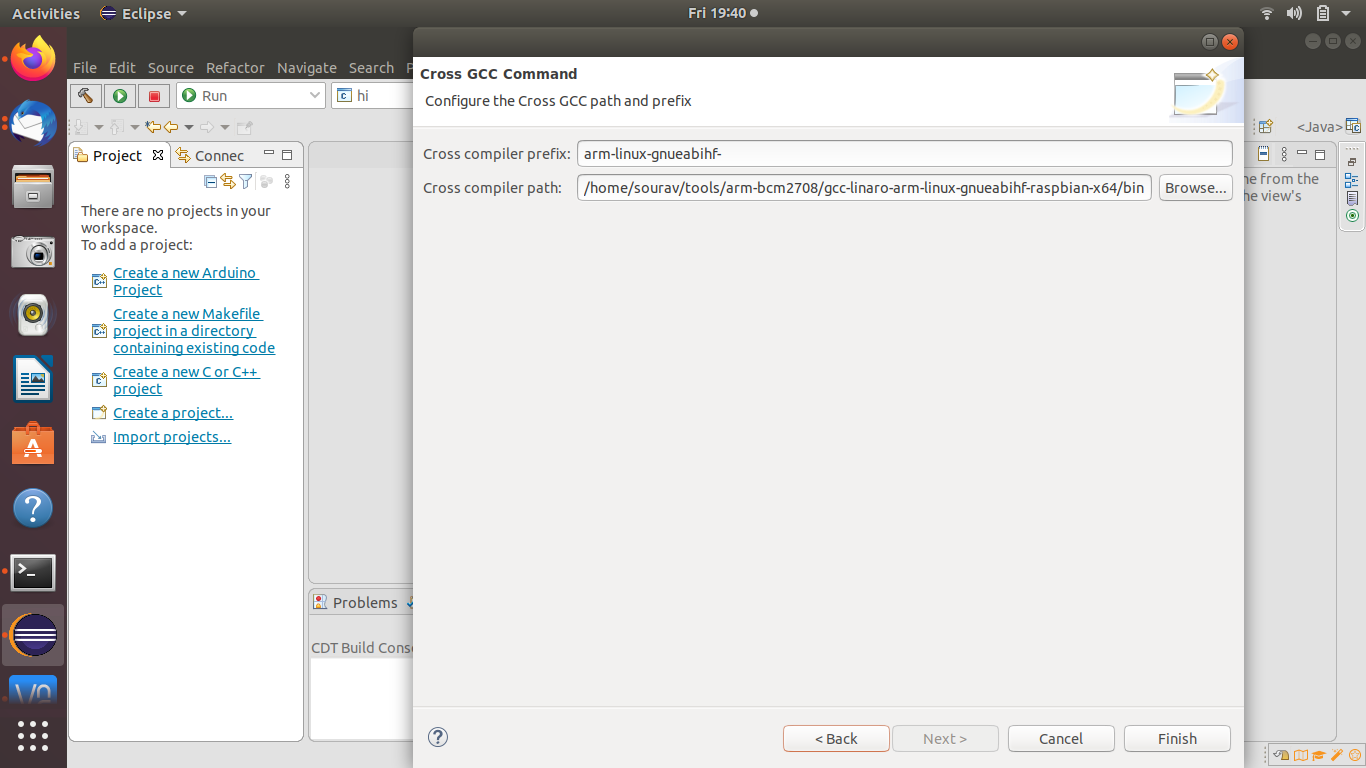 Activities
Eclipse
Fri 19:40
File Edit Source Refactor Navigate Search P
Run
hi
<Java>
Cross GCC Command
Configure the Cross GCC path and prefix
Cross compiler prefix: arm-linux-gnueabihf-
Cross compiler path: /home/sourav/tools/arm-bcm2708/gcc-linaro-arm-linux-gnueabihf-raspbian-x64/bin Browse...
Project
Connec
There are no projects in your
workspace.
To add a project:
Create a new Arduino
Project
Create a new Makefile
project in a directory
containing existing code
Create a new C or C++
project
Create a project...
Import projects...
ne from the
he view's
Problems
CDT Build Conso
< Back Next > Cancel Finish